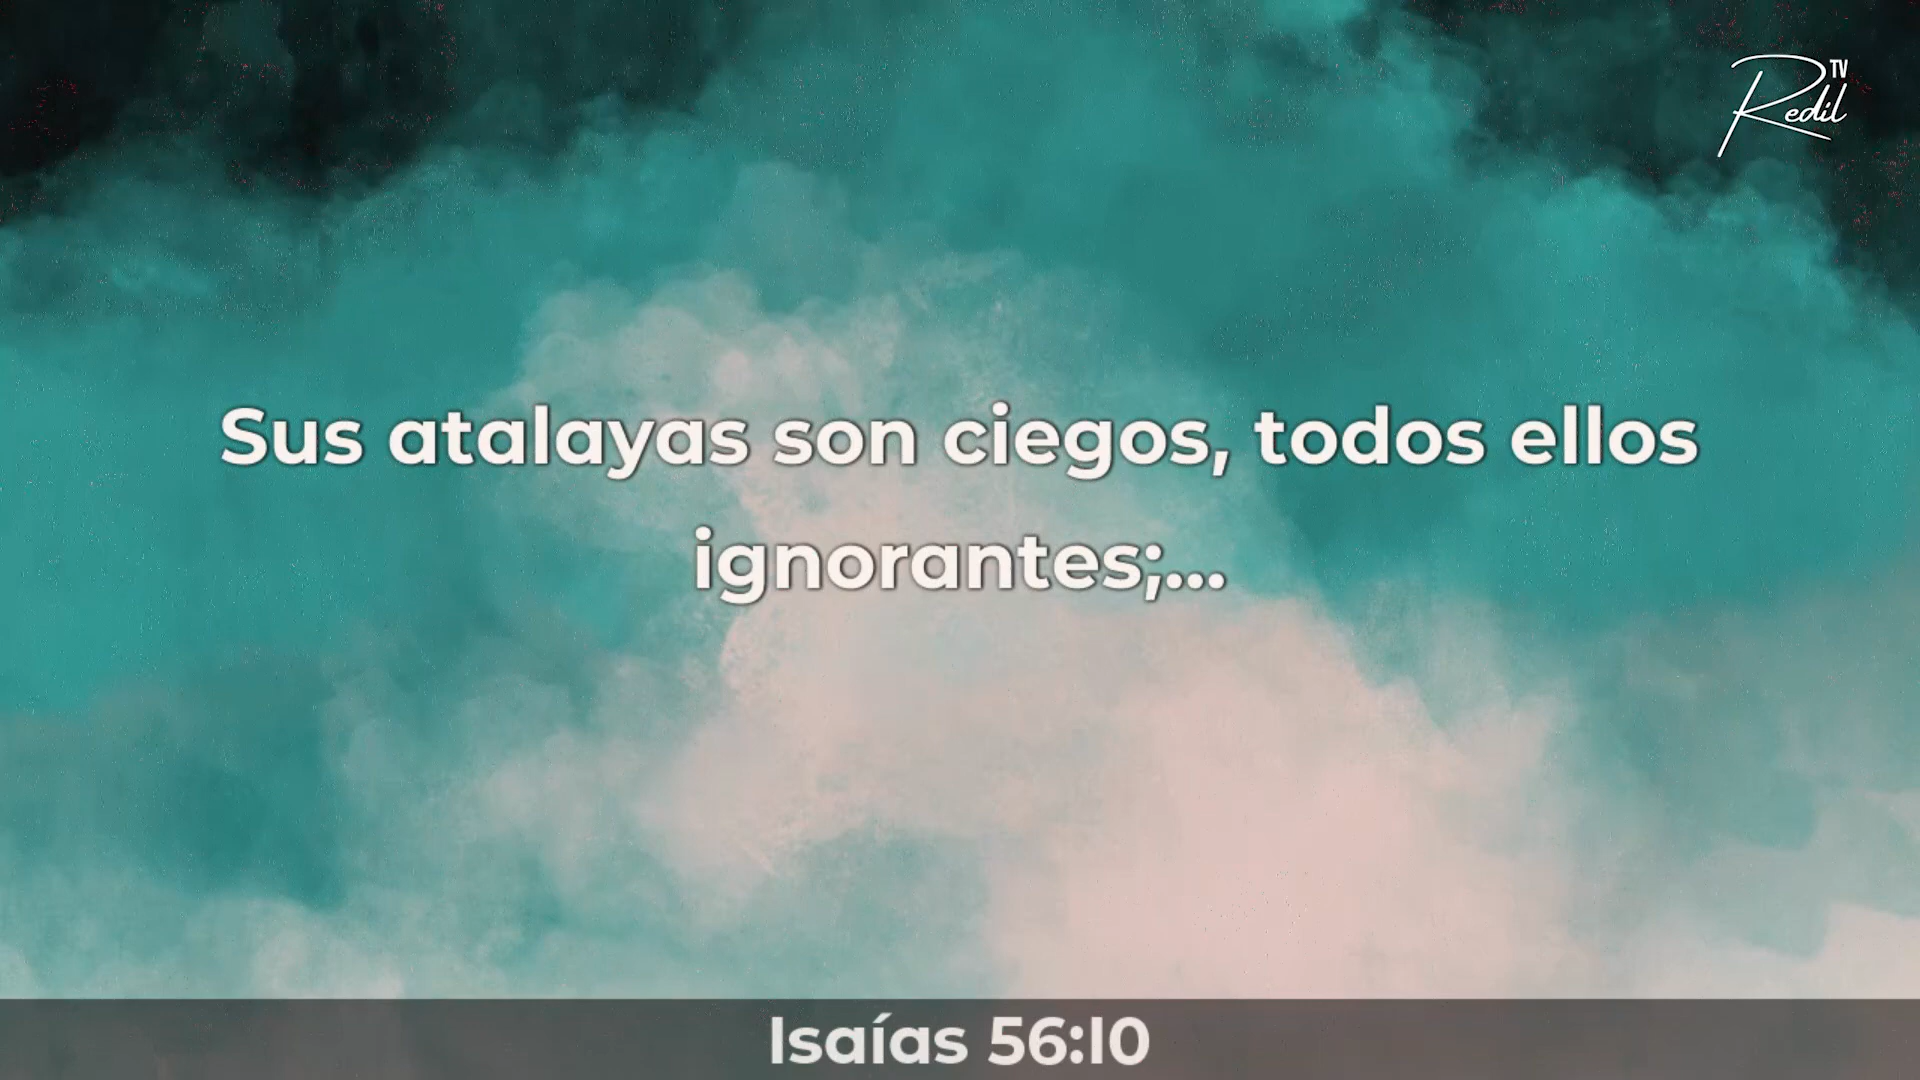 TV
Redil
Sus atalayas son ciegos, todos ellos
ignorantes;...
Isaías 56:10